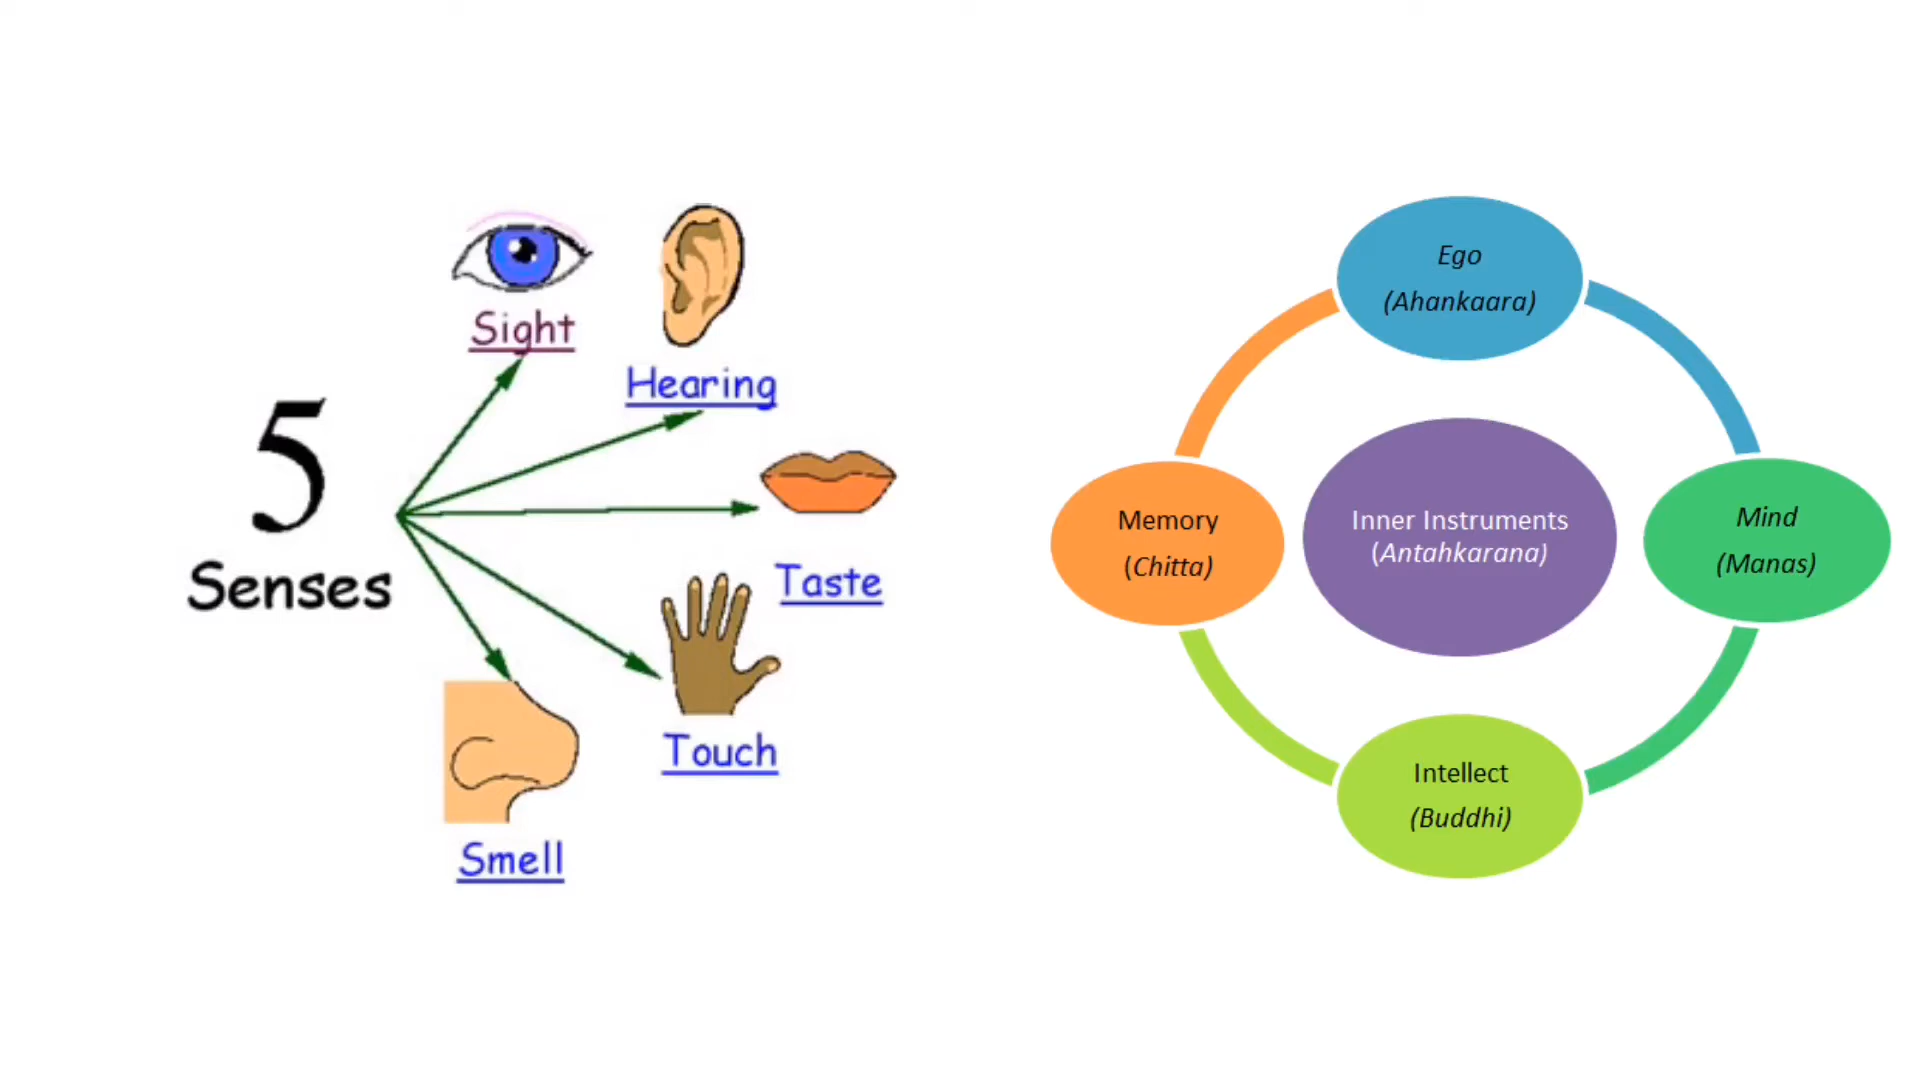 5
Senses
Sight
Hearing
Taste
Touch
Smell
Ego
(Ahankaara)
Memory
(Chitta)
Inner Instruments
(Antahkarana)
Mind
(Manas)
Intellect
(Buddhi)